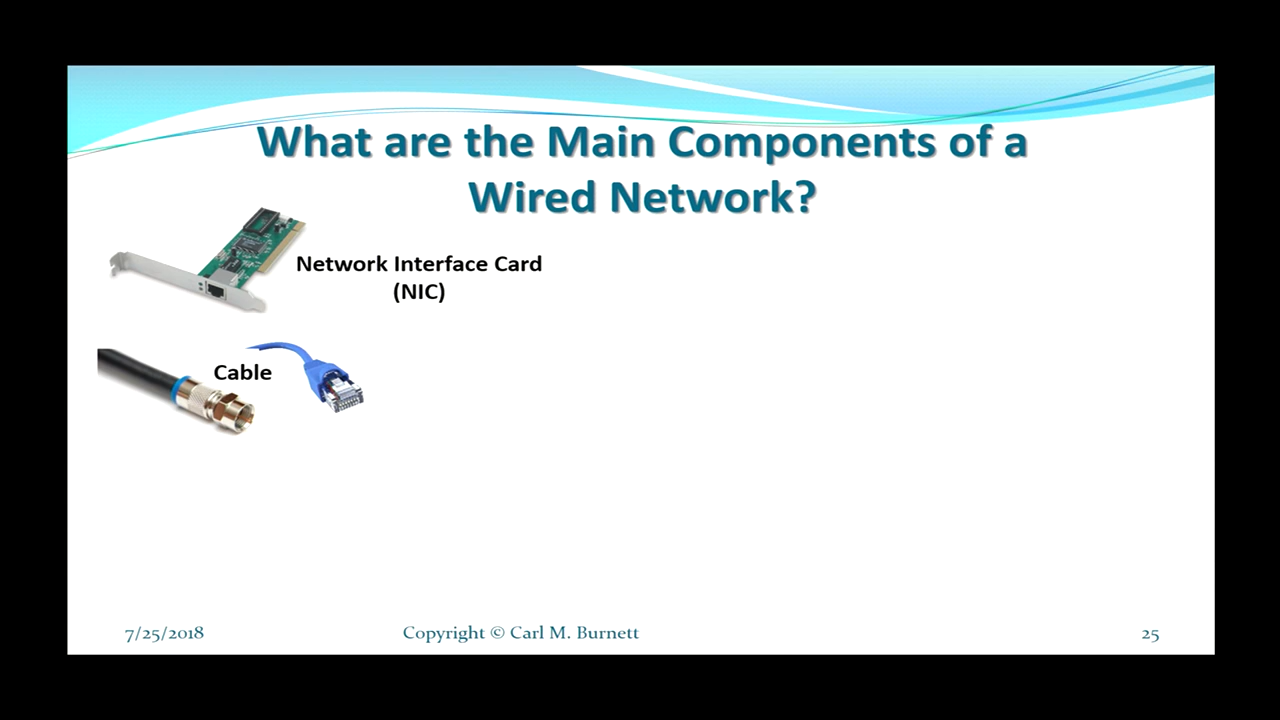 What are the Main Components of a
Wired Network?
Network Interface Card
(NIC)
Cable
7/25/2018
Copyright © Carl M. Burnett
25